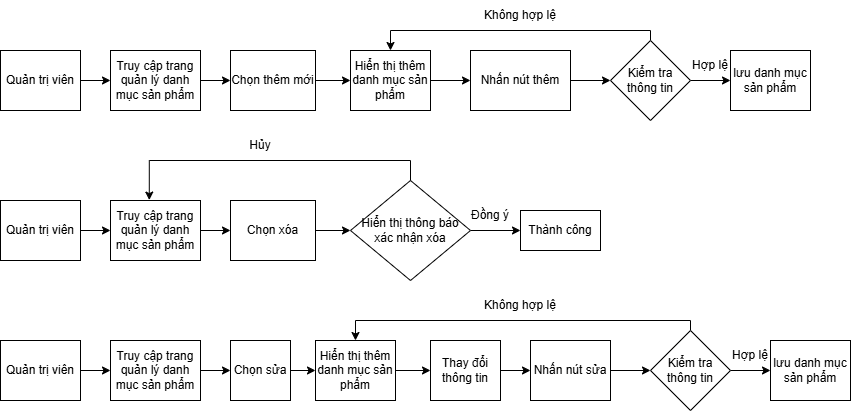 Không hợp lệ
Quản trị viên
Truy cập trang
quản lý danh
mục sản phẩm
Chọn thêm mới
Hiển thị thêm
danh mục sản
phẩm
Nhấn nút thêm
Kiểm tra
thông tin
Hợp lệ
lưu danh mục
sản phẩm
Hủy
Quản trị viên
Truy cập trang
quản lý danh
mục sản phẩm
Chọn xóa
Hiển thị thông báo
xác nhận xóa
Đồng ý
Thành công
Không hợp lệ
Quản trị viên
Truy cập trang
quản lý danh
mục sản phẩm
Chọn sửa
Hiển thị thêm
danh mục sản
phẩm
Thay đổi
thông tin
Nhấn nút sửa
Kiểm tra
thông tin
Hợp lệ
lưu danh mục
sản phẩm